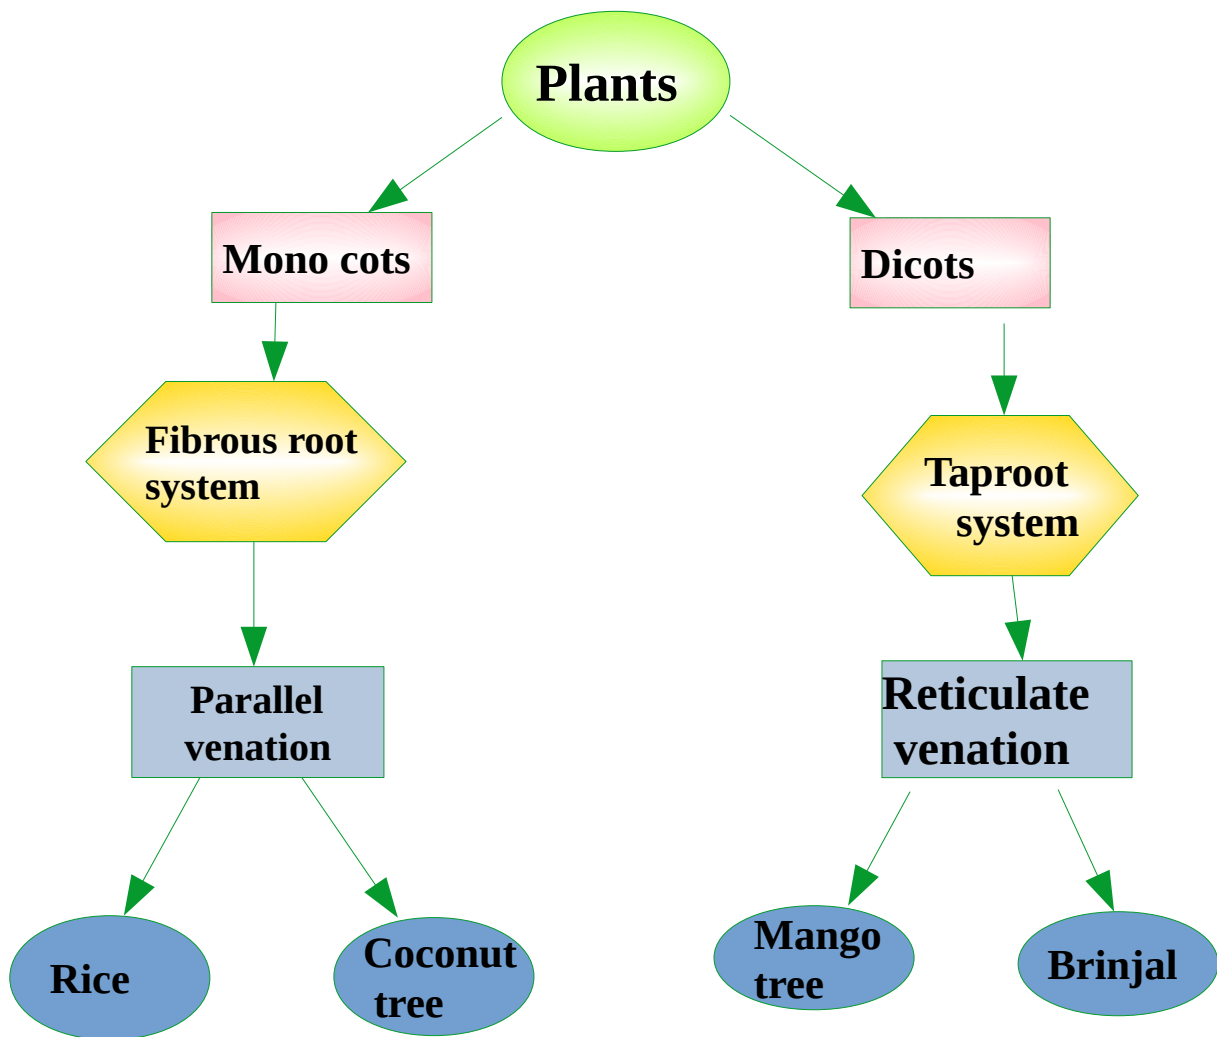 Plants
Mono cots
Dicots
Fibrous root
system
Taproot
system
Parallel
venation
Reticulate
venation
Rice
Coconut
tree
Mango
tree
Brinjal